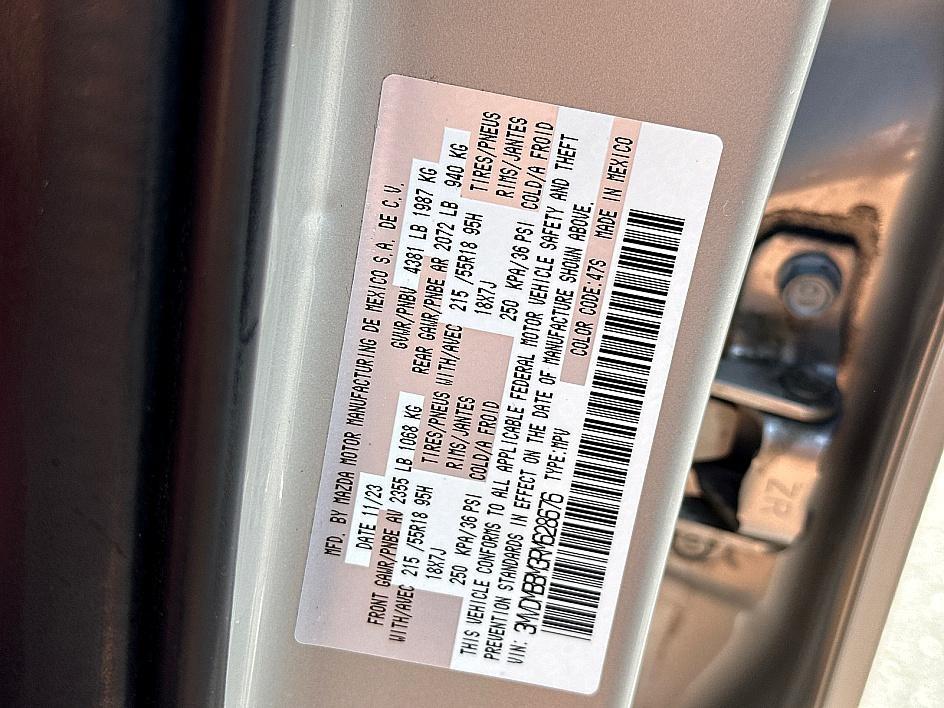 MFD. BY MAZDA MOTOR MANUFACTURING DE MEXICO S.A. DE C.V.
DATE 11/23 GVWR/PNBV 4381 LB 1987 KG
FRONT GAWR/PNBE AV 2355 LB 1068 KG REAR GAWR/PNBE AR 2072 LB 940 KG
WITH/AVEC 215 /55R18 95H TIRES/PNEUS WITH/AVEC 215 /55R18 95H TIRES/PNEUS
18X7J RIMS/JANTES 18X7J RIMS/JANTES
250 KPA/36 PSI COLD/A FROID 250 KPA/36 PSI COLD/A FROID
THIS VEHICLE CONFORMS TO ALL APPLICABLE FEDERAL MOTOR VEHICLE SAFETY AND THEFT
PREVENTION STANDARDS IN EFFECT ON THE DATE OF MANUFACTURE SHOWN ABOVE.
VIN: 3MVDMBBM3RM628676 TYPE:MPV COLOR CODE:47S MADE IN MEXICO
2R